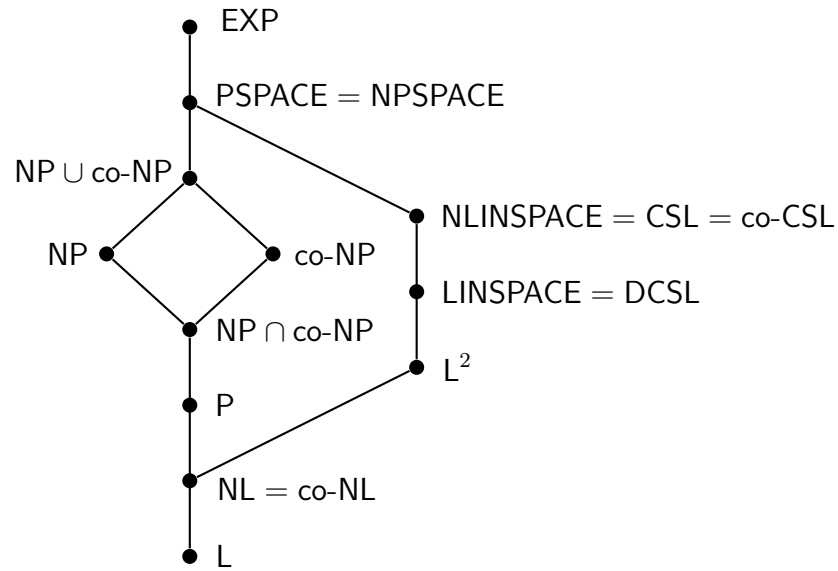 EXP
PSPACE = NPSPACE
NP ∪ co-NP
NLINSPACE = CSL = co-CSL
NP
co-NP
LINSPACE = DCSL
NP ∩ co-NP
L²
P
NL = co-NL
L